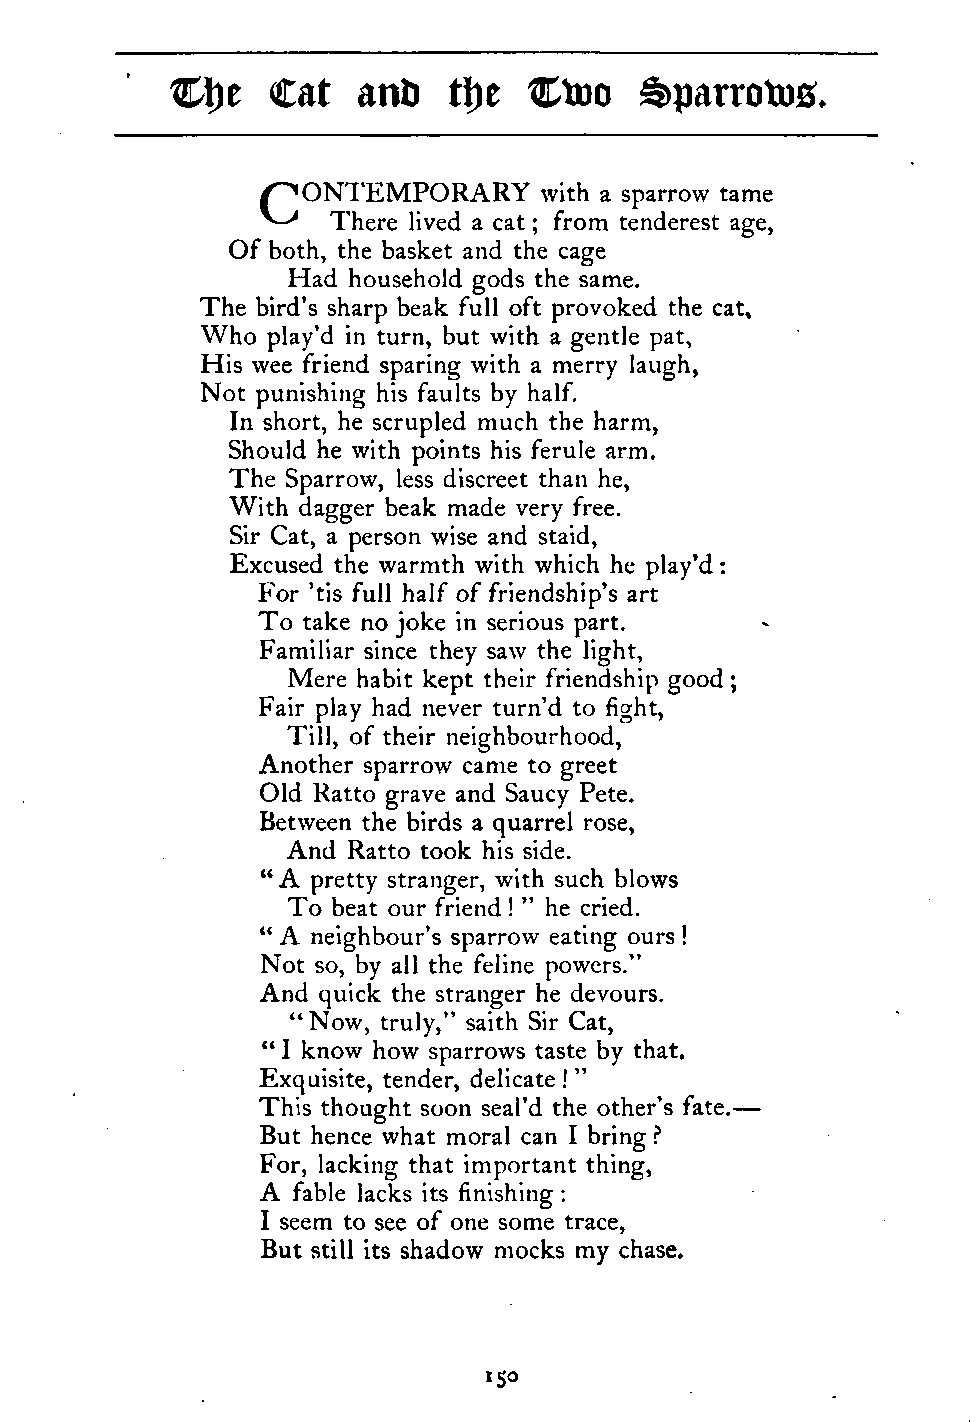 The Cat and the Two Sparrows.
CONTEMPORARY with a sparrow tame
There lived a cat; from tenderest age,
Of both, the basket and the cage
Had household gods the same.
The bird's sharp beak full oft provoked the cat,
Who play'd in turn, but with a gentle pat,
His wee friend sparing with a merry laugh,
Not punishing his faults by half.
In short, he scrupled much the harm,
Should he with points his ferule arm.
The Sparrow, less discreet than he,
With dagger beak made very free.
Sir Cat, a person wise and staid,
Excused the warmth with which he play'd:
For 'tis full half of friendship's art
To take no joke in serious part.
Familiar since they saw the light,
Mere habit kept their friendship good;
Fair play had never turn'd to fight,
Till, of their neighbourhood,
Another sparrow came to greet
Old Ratto grave and Saucy Pete.
Between the birds a quarrel rose,
And Ratto took his side.
"A pretty stranger, with such blows
To beat our friend!" he cried.
"A neighbour's sparrow eating ours!
Not so, by all the feline powers."
And quick the stranger he devours.
"Now, truly," saith Sir Cat,
"I know how sparrows taste by that.
Exquisite, tender, delicate!"
This thought soon seal'd the other's fate.—
But hence what moral can I bring?
For, lacking that important thing,
A fable lacks its finishing:
I seem to see of one some trace,
But still its shadow mocks my chase.
150